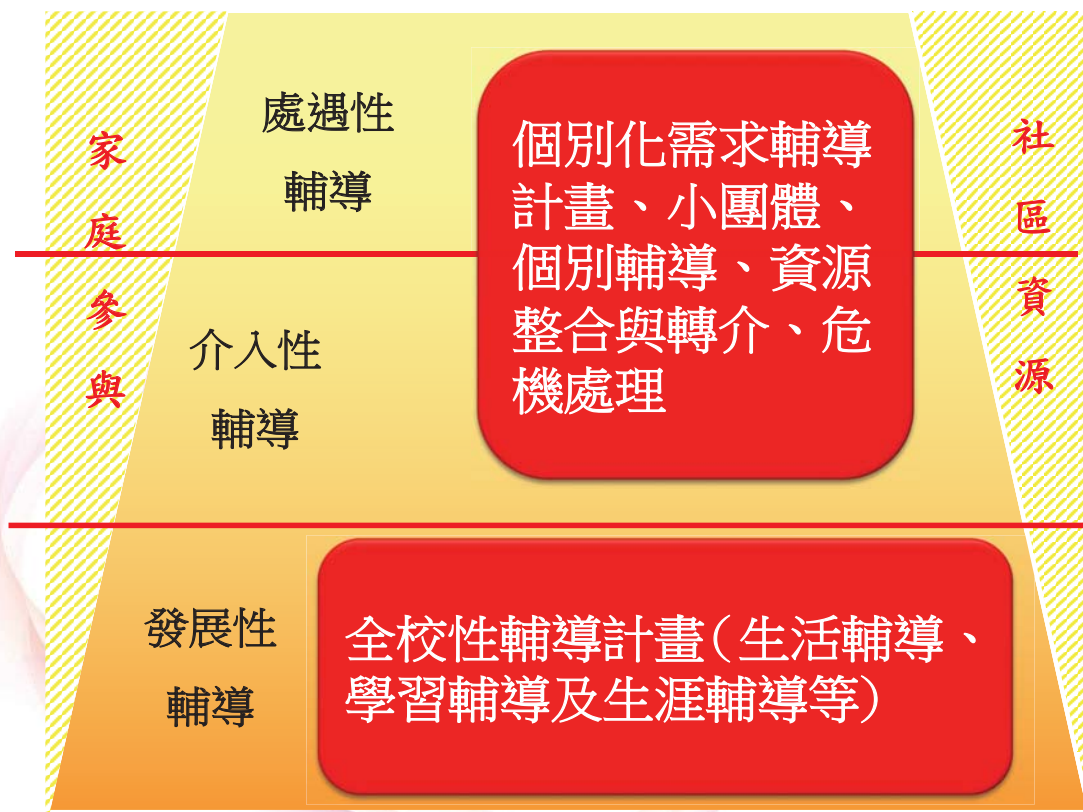 家庭參與
處遇性
輔導
個別化需求輔導
計畫、小團體、
個別輔導、資源
整合與轉介、危
機處理
社區資源
介入性
輔導
發展性
輔導
全校性輔導計畫(生活輔導、
學習輔導及生涯輔導等)